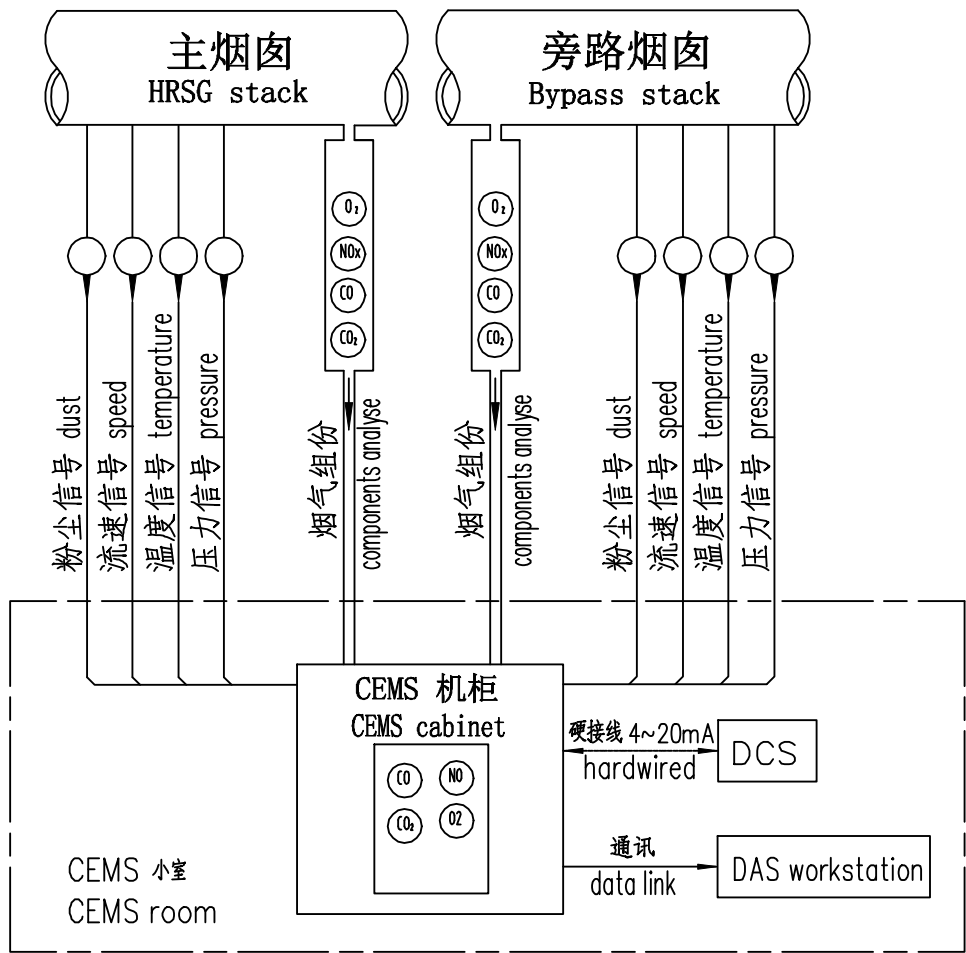 主烟囱
HRSG stack
旁路烟囱
Bypass stack
O₂
NOx
CO
CO₂
O₂
NOx
CO
CO₂
粉尘信号 dust
流速信号 speed
温度信号 temperature
压力信号 pressure
烟气组份
components analyse
烟气组份
components analyse
粉尘信号 dust
流速信号 speed
温度信号 temperature
压力信号 pressure
CEMS 机柜
CEMS cabinet
CO
NO
CO₂
O2
硬接线 4~20mA
hardwired
DCS
通讯
data link
DAS workstation
CEMS 小室
CEMS room